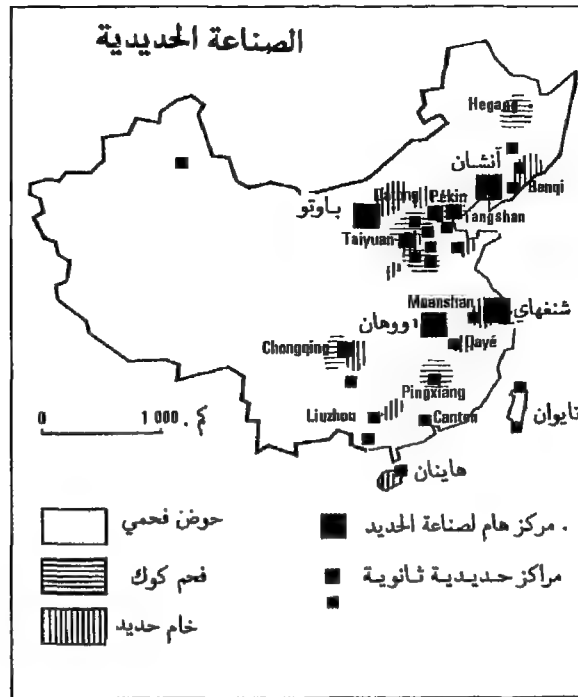 الصناعة الحديدية
Hegang
آنشان
Benqi
Datong
Pékin
Tangshan
باوتو
Taiyuan
Maanshan
شنغهاي
ووهان
Dayé
Chongqing
Pingxiang
0 1 000 كم.
Liuzhou
Canton
تايوان
هاينان
حوض فحمي
مركز هام لصناعة الحديد.
فحم كوك
مراكز حديدية ثانوية
خام حديد